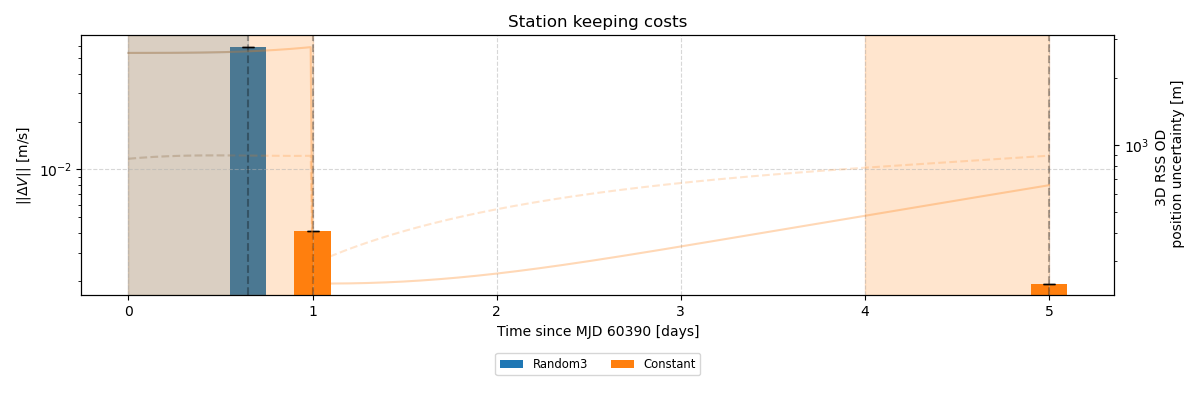 Station keeping costs
||ΔV|| [m/s]
10⁻²
10³
3D RSS OD
position uncertainty [m]
0 1 2 3 4 5
Time since MJD 60390 [days]
Random3 Constant